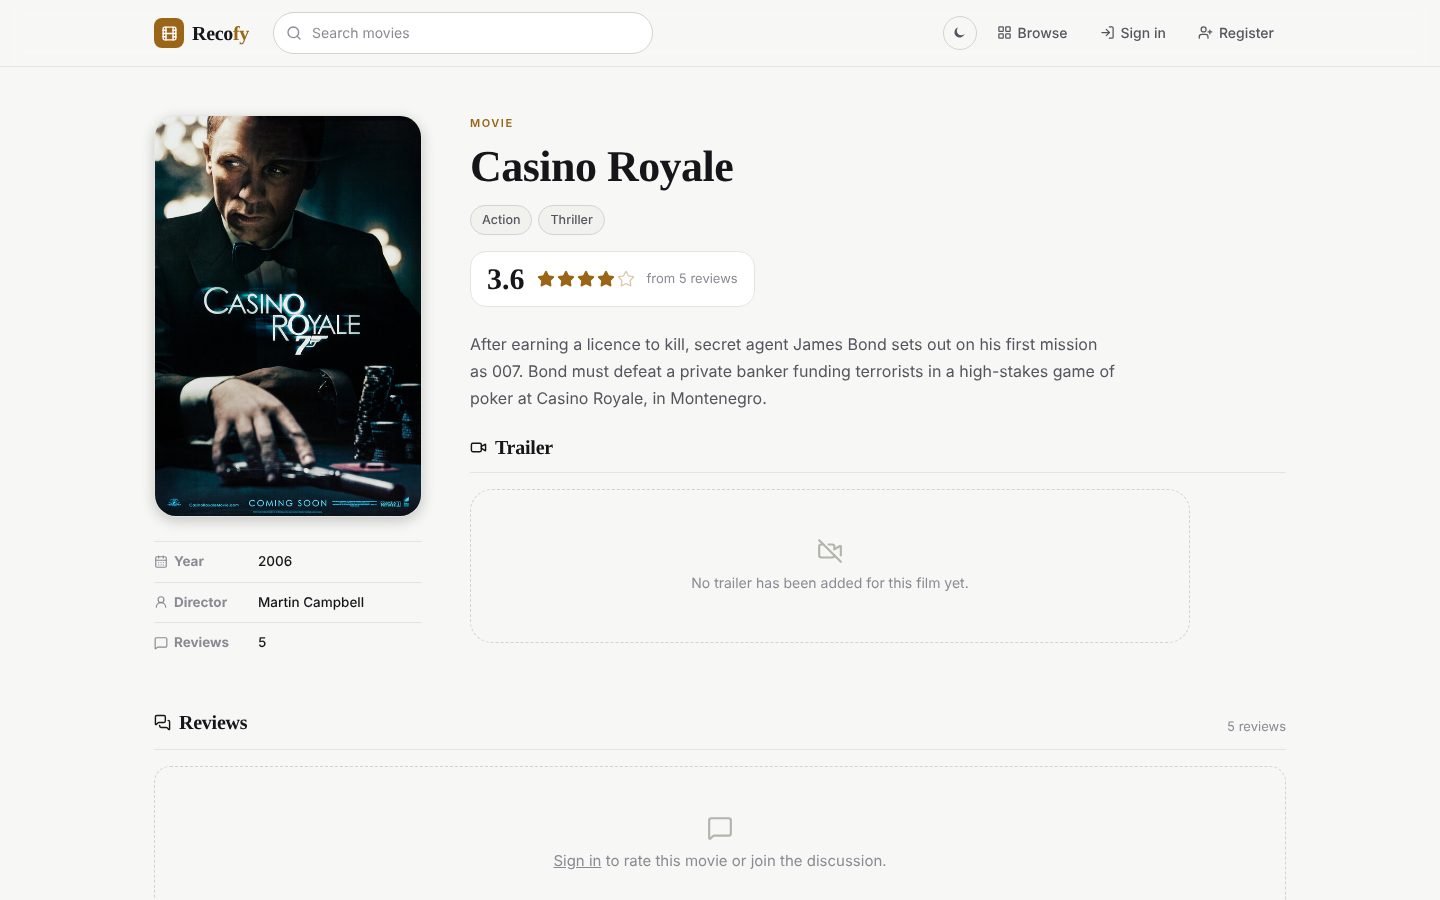 Recofy
Search movies
Browse
Sign in
Register
CASINO
ROYALE
007
CasinoRoyaleMovie.com
COMING SOON
Year 2006
Director Martin Campbell
Reviews 5
MOVIE
Casino Royale
Action Thriller
3.6 from 5 reviews
After earning a licence to kill, secret agent James Bond sets out on his first mission
as 007. Bond must defeat a private banker funding terrorists in a high-stakes game of
poker at Casino Royale, in Montenegro.
Trailer
No trailer has been added for this film yet.
Reviews
5 reviews
Sign in to rate this movie or join the discussion.